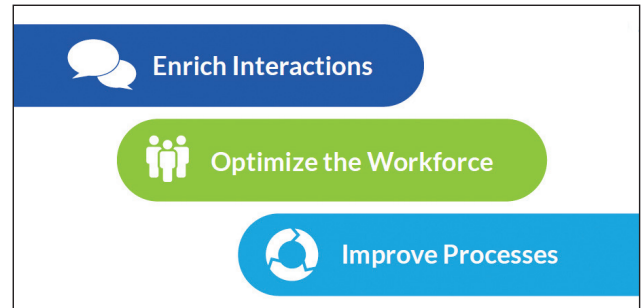 Enrich Interactions
Optimize the Workforce
Improve Processes